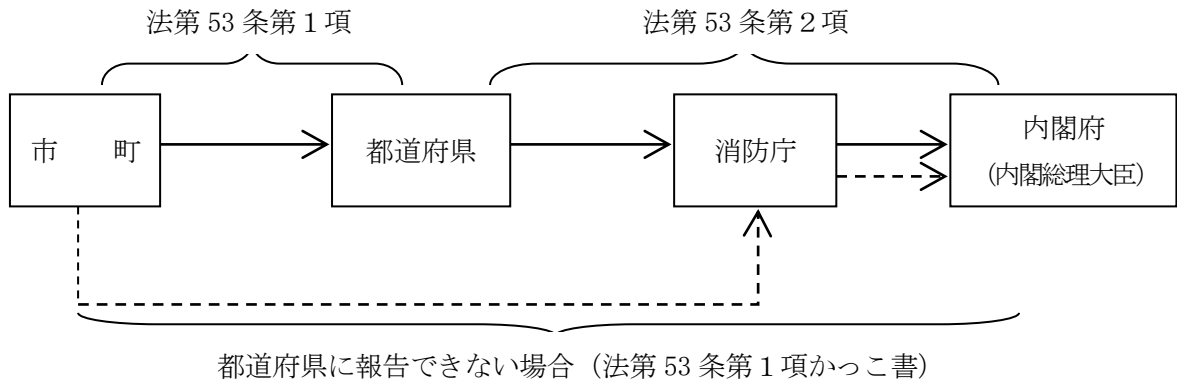 法第 53 条第１項
法第 53 条第２項
市　　町
都道府県
消防庁
内閣府
（内閣総理大臣）
都道府県に報告できない場合（法第 53 条第１項かっこ書）